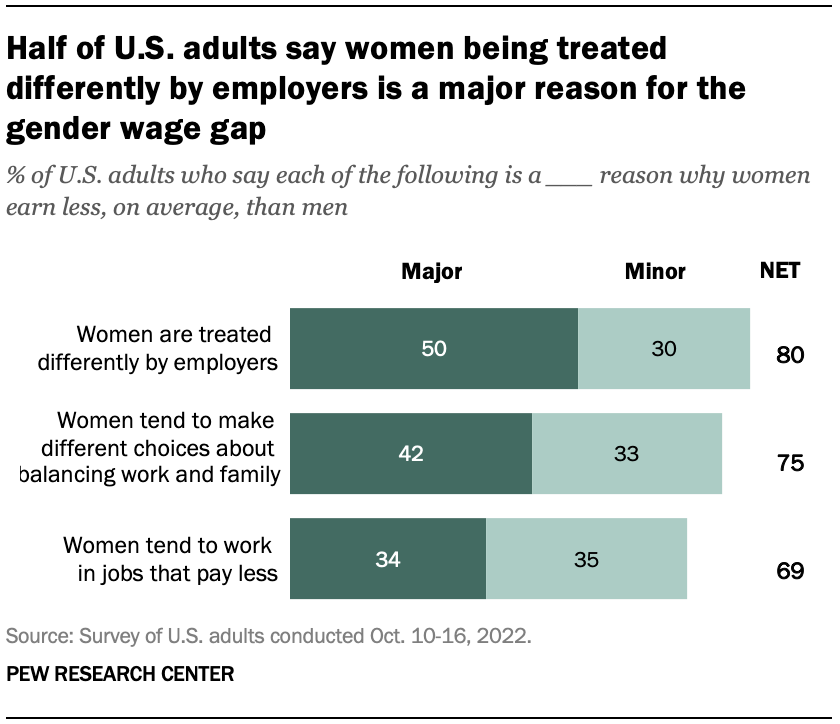 Half of U.S. adults say women being treated
differently by employers is a major reason for the
gender wage gap
% of U.S. adults who say each of the following is a ____ reason why women
earn less, on average, than men
Major Minor NET
Women are treated
differently by employers
50 30 80
Women tend to make
different choices about
balancing work and family
42 33 75
Women tend to work
in jobs that pay less
34 35 69
Source: Survey of U.S. adults conducted Oct. 10-16, 2022.
PEW RESEARCH CENTER